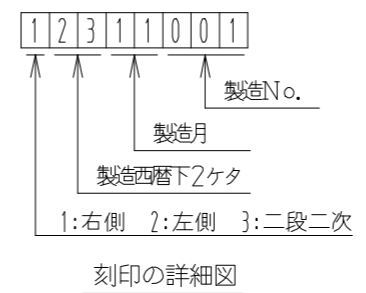 12311001
製造No.
製造月
製造西暦下2ケタ
1:右側 2:左側 3:二段二次
刻印の詳細図